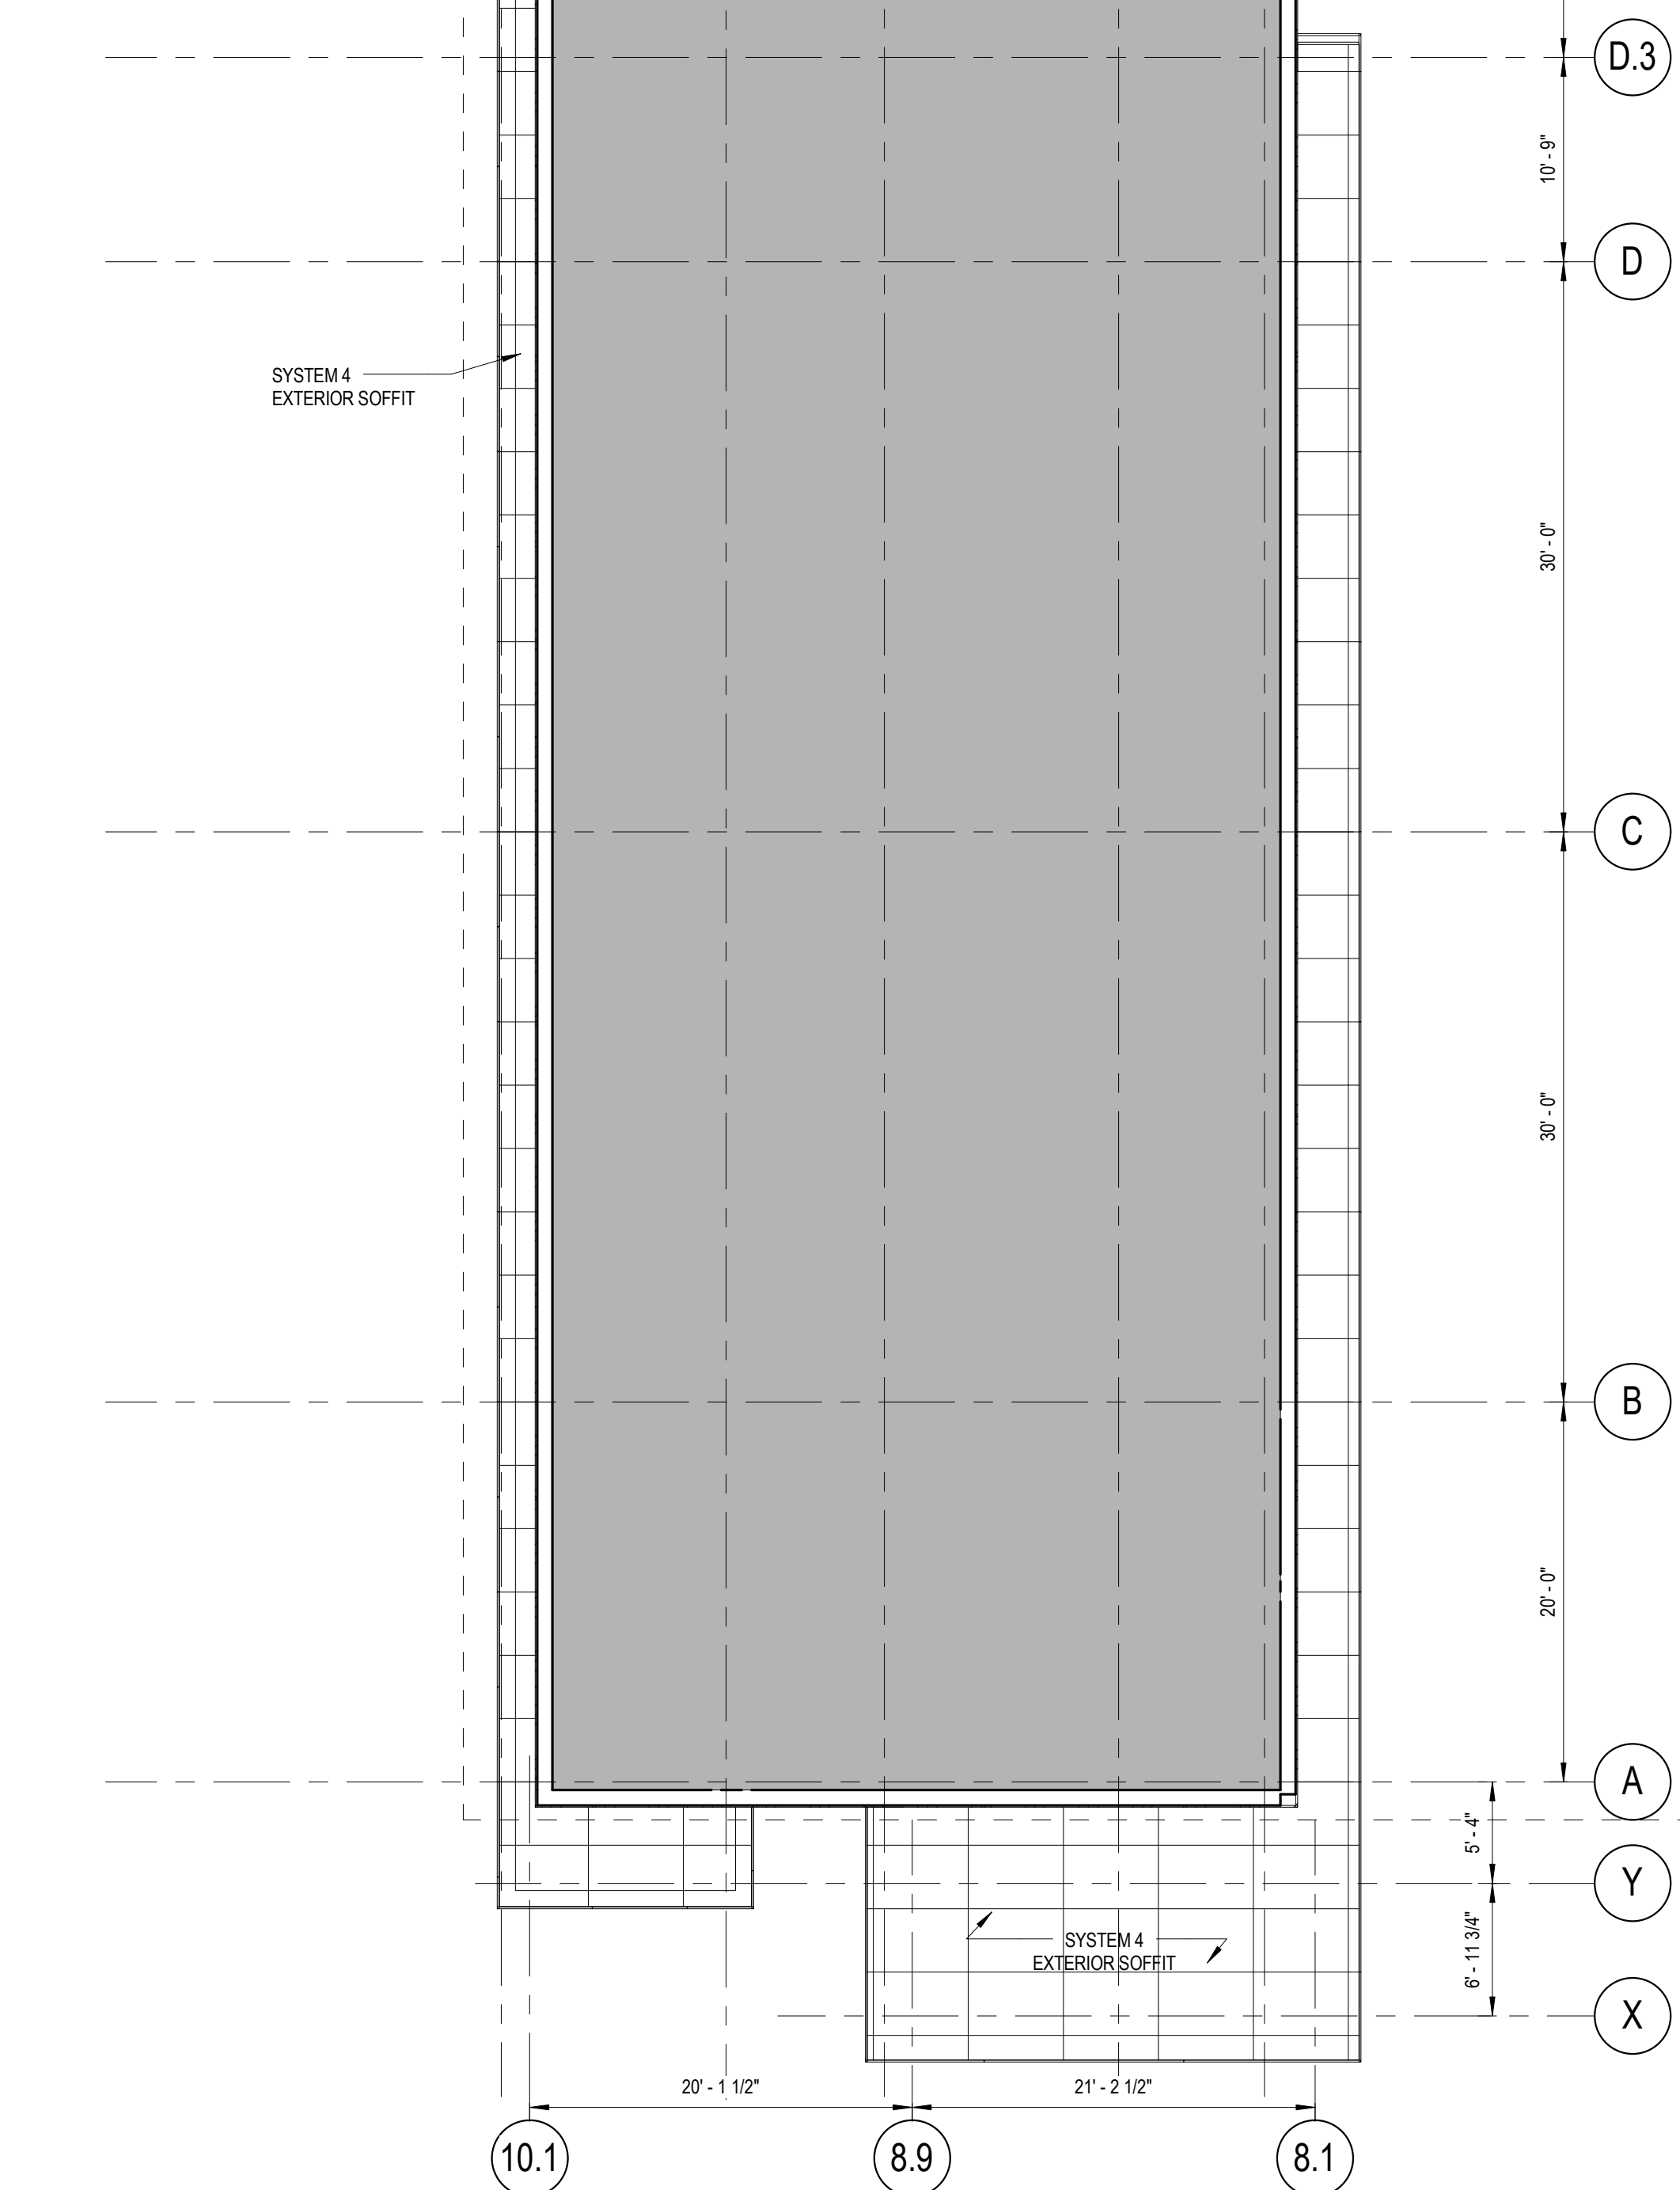 D.3
10' - 9"
D
SYSTEM 4
EXTERIOR SOFFIT
30' - 0"
C
30' - 0"
B
20' - 0"
A
5' - 4"
Y
SYSTEM 4
EXTERIOR SOFFIT
6' - 11 3/4"
X
20' - 1 1/2"
21' - 2 1/2"
10.1
8.9
8.1